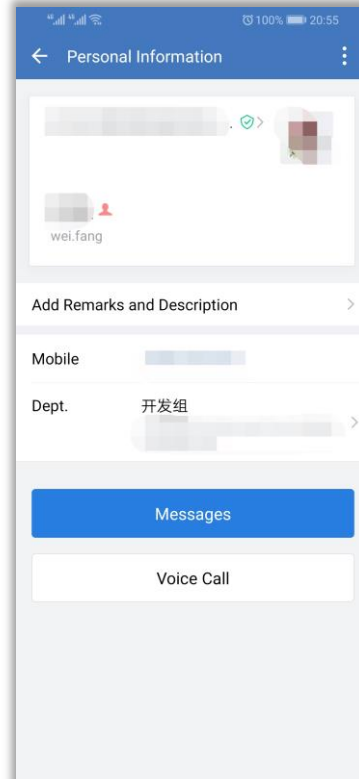 100% 20:55
Personal Information
wei.fang
Add Remarks and Description
Mobile
Dept. 开发组
Messages
Voice Call